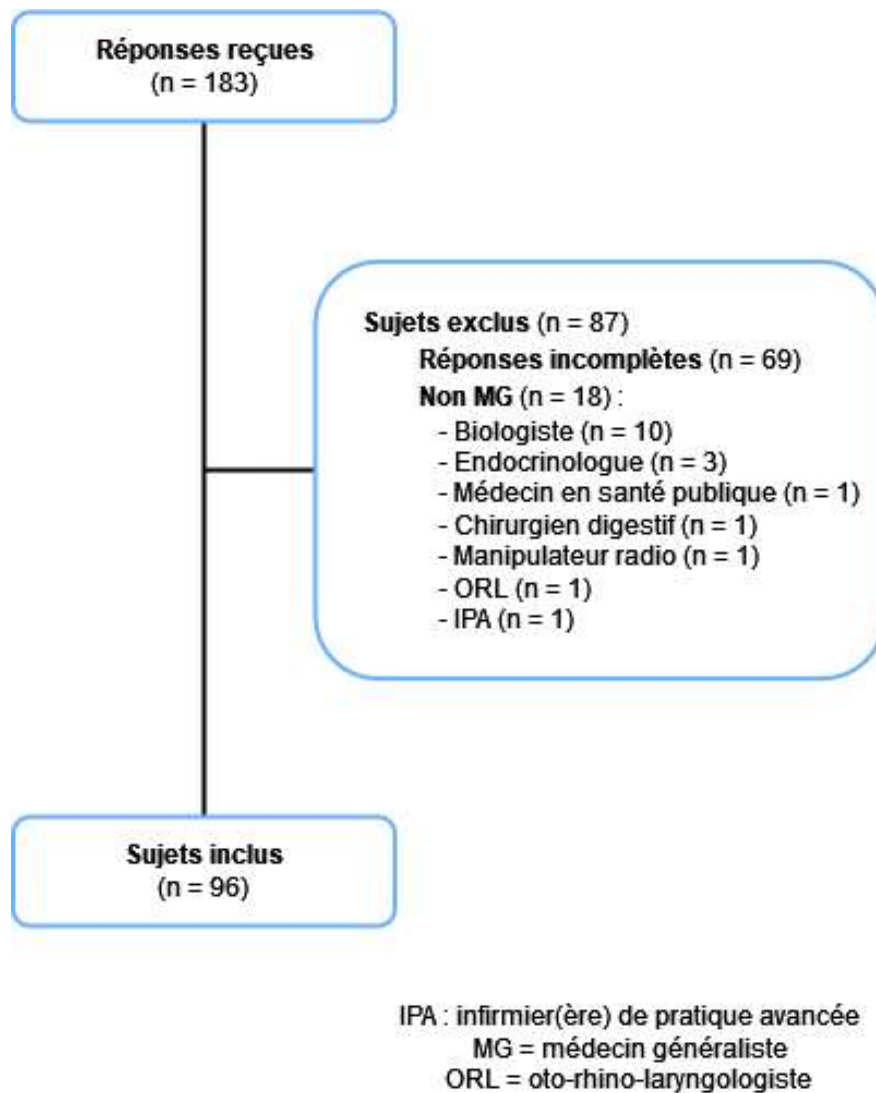 Réponses reçues
(n = 183)
Sujets exclus (n = 87)
Réponses incomplètes (n = 69)
Non MG (n = 18) :
- Biologiste (n = 10)
- Endocrinologue (n = 3)
- Médecin en santé publique (n = 1)
- Chirurgien digestif (n = 1)
- Manipulateur radio (n = 1)
- ORL (n = 1)
- IPA (n = 1)
Sujets inclus
(n = 96)
IPA : infirmier(ère) de pratique avancée
MG = médecin généraliste
ORL = oto-rhino-laryngologiste